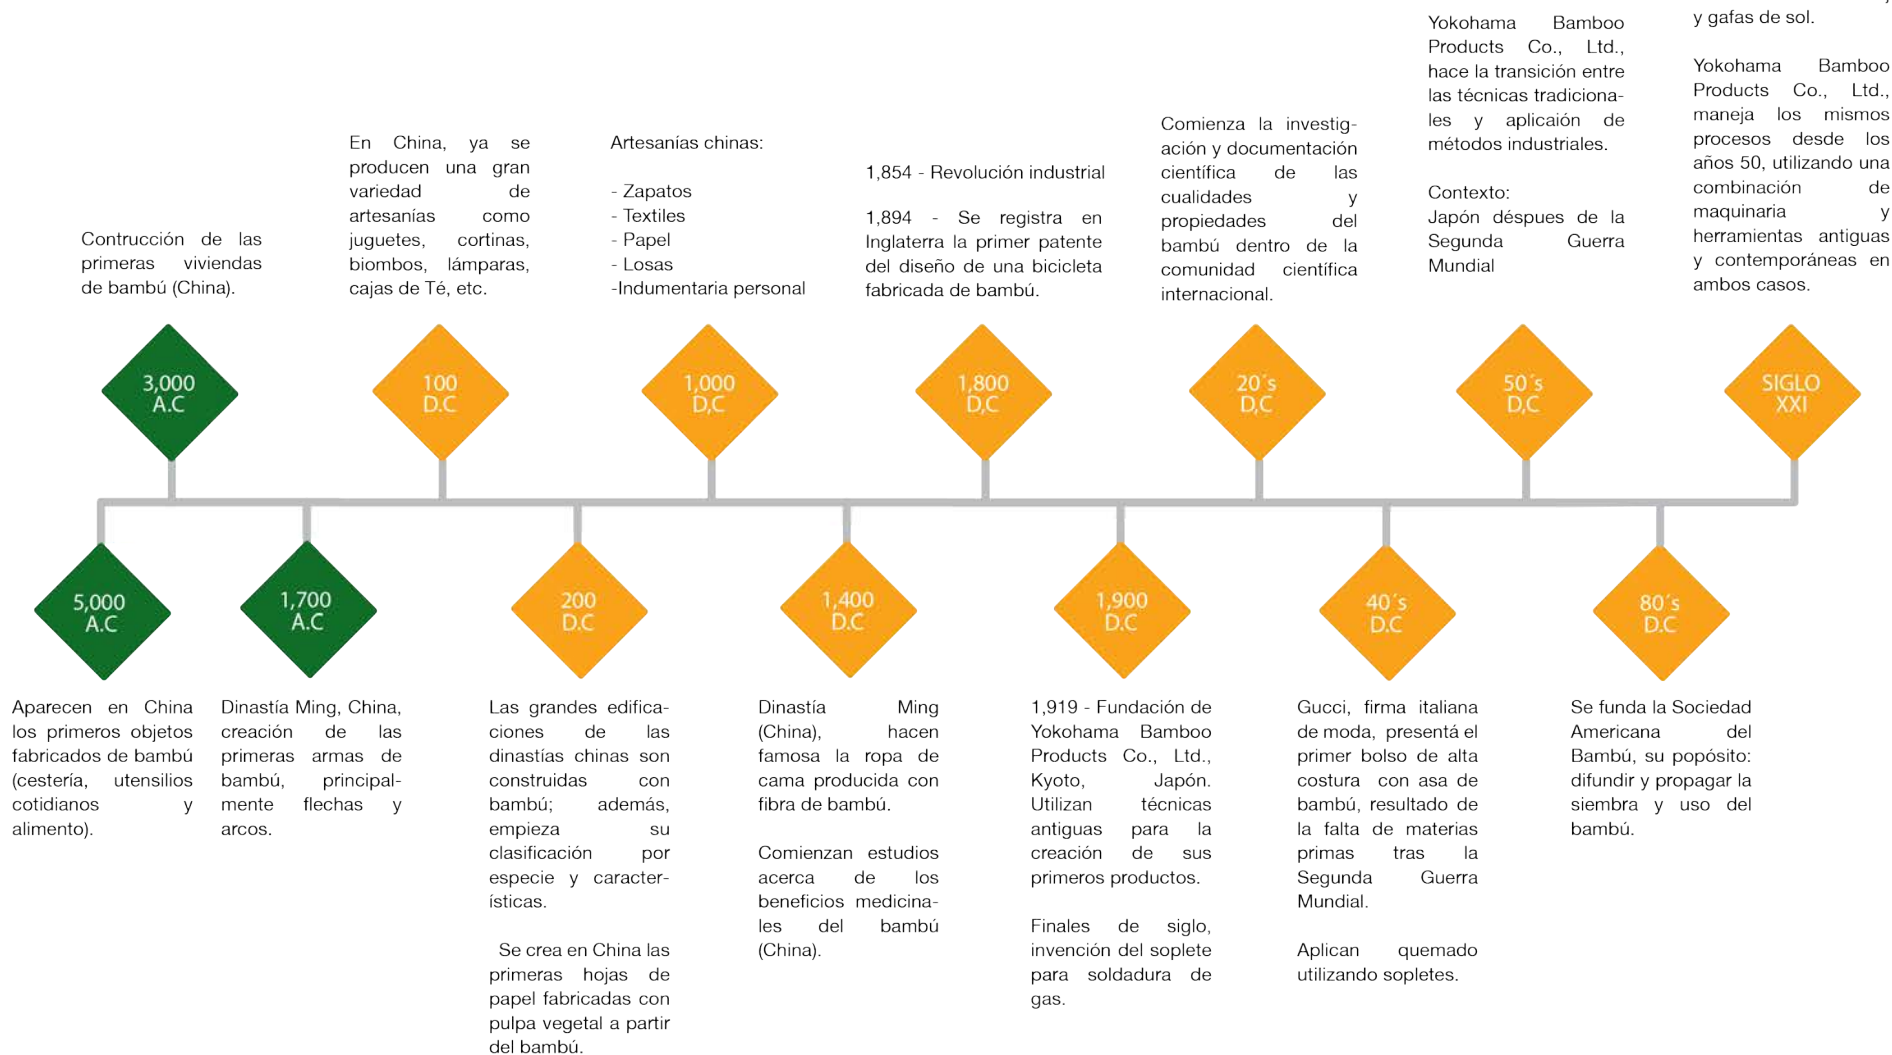 Contrucción de las
primeras viviendas
de bambú (China).
En China, ya se
producen una gran
variedad de
artesanías como
juguetes, cortinas,
biombos, lámparas,
cajas de Té, etc.
Artesanías chinas:
- Zapatos
- Textiles
- Papel
- Losas
-Indumentaria personal
1,854 - Revolución industrial
1,894 - Se registra en
Inglaterra la primer patente
del diseño de una bicicleta
fabricada de bambú.
Comienza la investig-
ación y documentación
científica de las
cualidades y
propiedades del
bambú dentro de la
comunidad científica
internacional.
Yokohama Bamboo
Products Co., Ltd.,
hace la transición entre
las técnicas tradiciona-
les y aplicaión de
métodos industriales.
Contexto:
Japón déspues de la
Segunda Guerra
Mundial
y gafas de sol.
Yokohama Bamboo
Products Co., Ltd.,
maneja los mismos
procesos desde los
años 50, utilizando una
combinación de
maquinaria y
herramientas antiguas
y contemporáneas en
ambos casos.
3,000
A.C
100
D.C
1,000
D,C
1,800
D,C
20´s
D,C
50´s
D,C
SIGLO
XXI
5,000
A.C
1,700
A.C
200
D.C
1,400
D.C
1,900
D.C
40´s
D.C
80´s
D.C
Aparecen en China
los primeros objetos
fabricados de bambú
(cestería, utensilios
cotidianos y
alimento).
Dinastía Ming, China,
creación de las
primeras armas de
bambú, principal-
mente flechas y
arcos.
Las grandes edifica-
ciones de las
dinastías chinas son
construidas con
bambú; además,
empieza su
clasificación por
especie y caracter-
ísticas.
Se crea en China las
primeras hojas de
papel fabricadas con
pulpa vegetal a partir
del bambú.
Dinastía Ming
(China), hacen
famosa la ropa de
cama producida con
fibra de bambú.
Comienzan estudios
acerca de los
beneficios medicina-
les del bambú
(China).
1,919 - Fundación de
Yokohama Bamboo
Products Co., Ltd.,
Kyoto, Japón.
Utilizan técnicas
antiguas para la
creación de sus
primeros productos.
Finales de siglo,
invención del soplete
para soldadura de
gas.
Gucci, firma italiana
de moda, presentá el
primer bolso de alta
costura con asa de
bambú, resultado de
la falta de materias
primas tras la
Segunda Guerra
Mundial.
Aplican quemado
utilizando sopletes.
Se funda la Sociedad
Americana del
Bambú, su popósito:
difundir y propagar la
siembra y uso del
bambú.